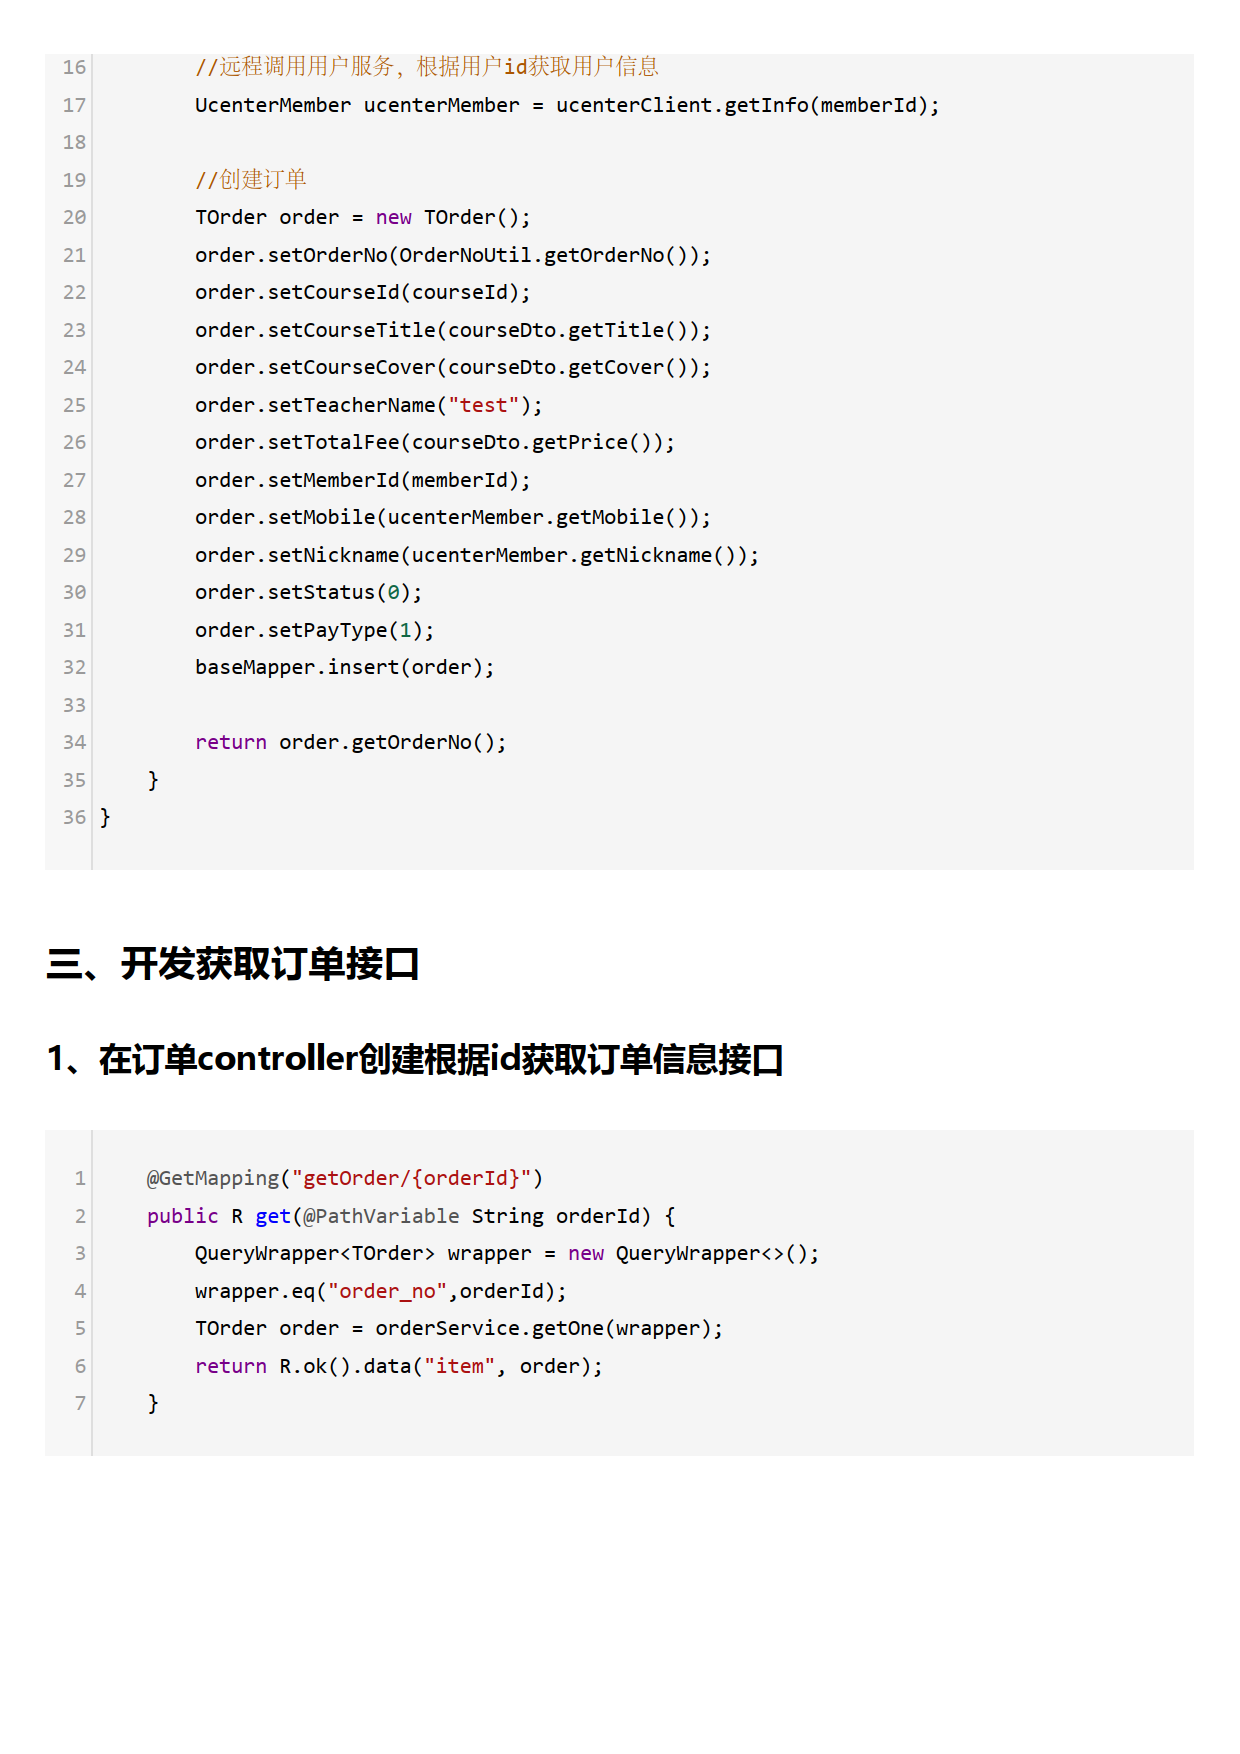 16 //远程调用用户服务，根据用户id获取用户信息
17 UcenterMember ucenterMember = ucenterClient.getInfo(memberId);
18
19 //创建订单
20 TOrder order = new TOrder();
21 order.setOrderNo(OrderNoUtil.getOrderNo());
22 order.setCourseId(courseId);
23 order.setCourseTitle(courseDto.getTitle());
24 order.setCourseCover(courseDto.getCover());
25 order.setTeacherName("test");
26 order.setTotalFee(courseDto.getPrice());
27 order.setMemberId(memberId);
28 order.setMobile(ucenterMember.getMobile());
29 order.setNickname(ucenterMember.getNickname());
30 order.setStatus(0);
31 order.setPayType(1);
32 baseMapper.insert(order);
33
34 return order.getOrderNo();
35 }
36 }
三、开发获取订单接口
1、在订单controller创建根据id获取订单信息接口
1 @GetMapping("getOrder/{orderId}")
2 public R get(@PathVariable String orderId) {
3 QueryWrapper<TOrder> wrapper = new QueryWrapper<>();
4 wrapper.eq("order_no",orderId);
5 TOrder order = orderService.getOne(wrapper);
6 return R.ok().data("item", order);
7 }